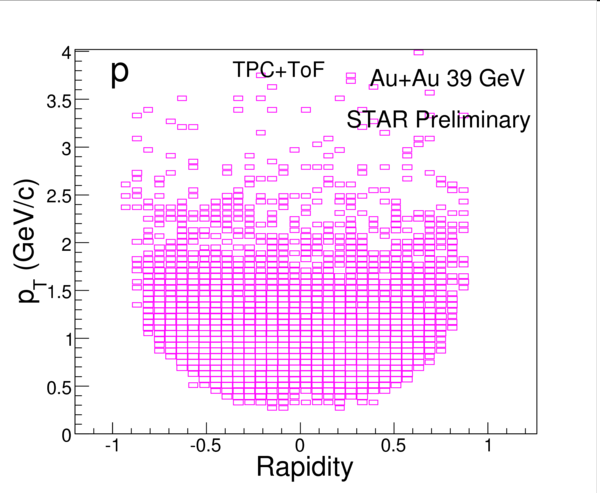 p
TPC+ToF
Au+Au 39 GeV
STAR Preliminary
4
3.5
3
2.5
2
1.5
1
0.5
0
p_T (GeV/c)
-1 -0.5 0 0.5 1
Rapidity